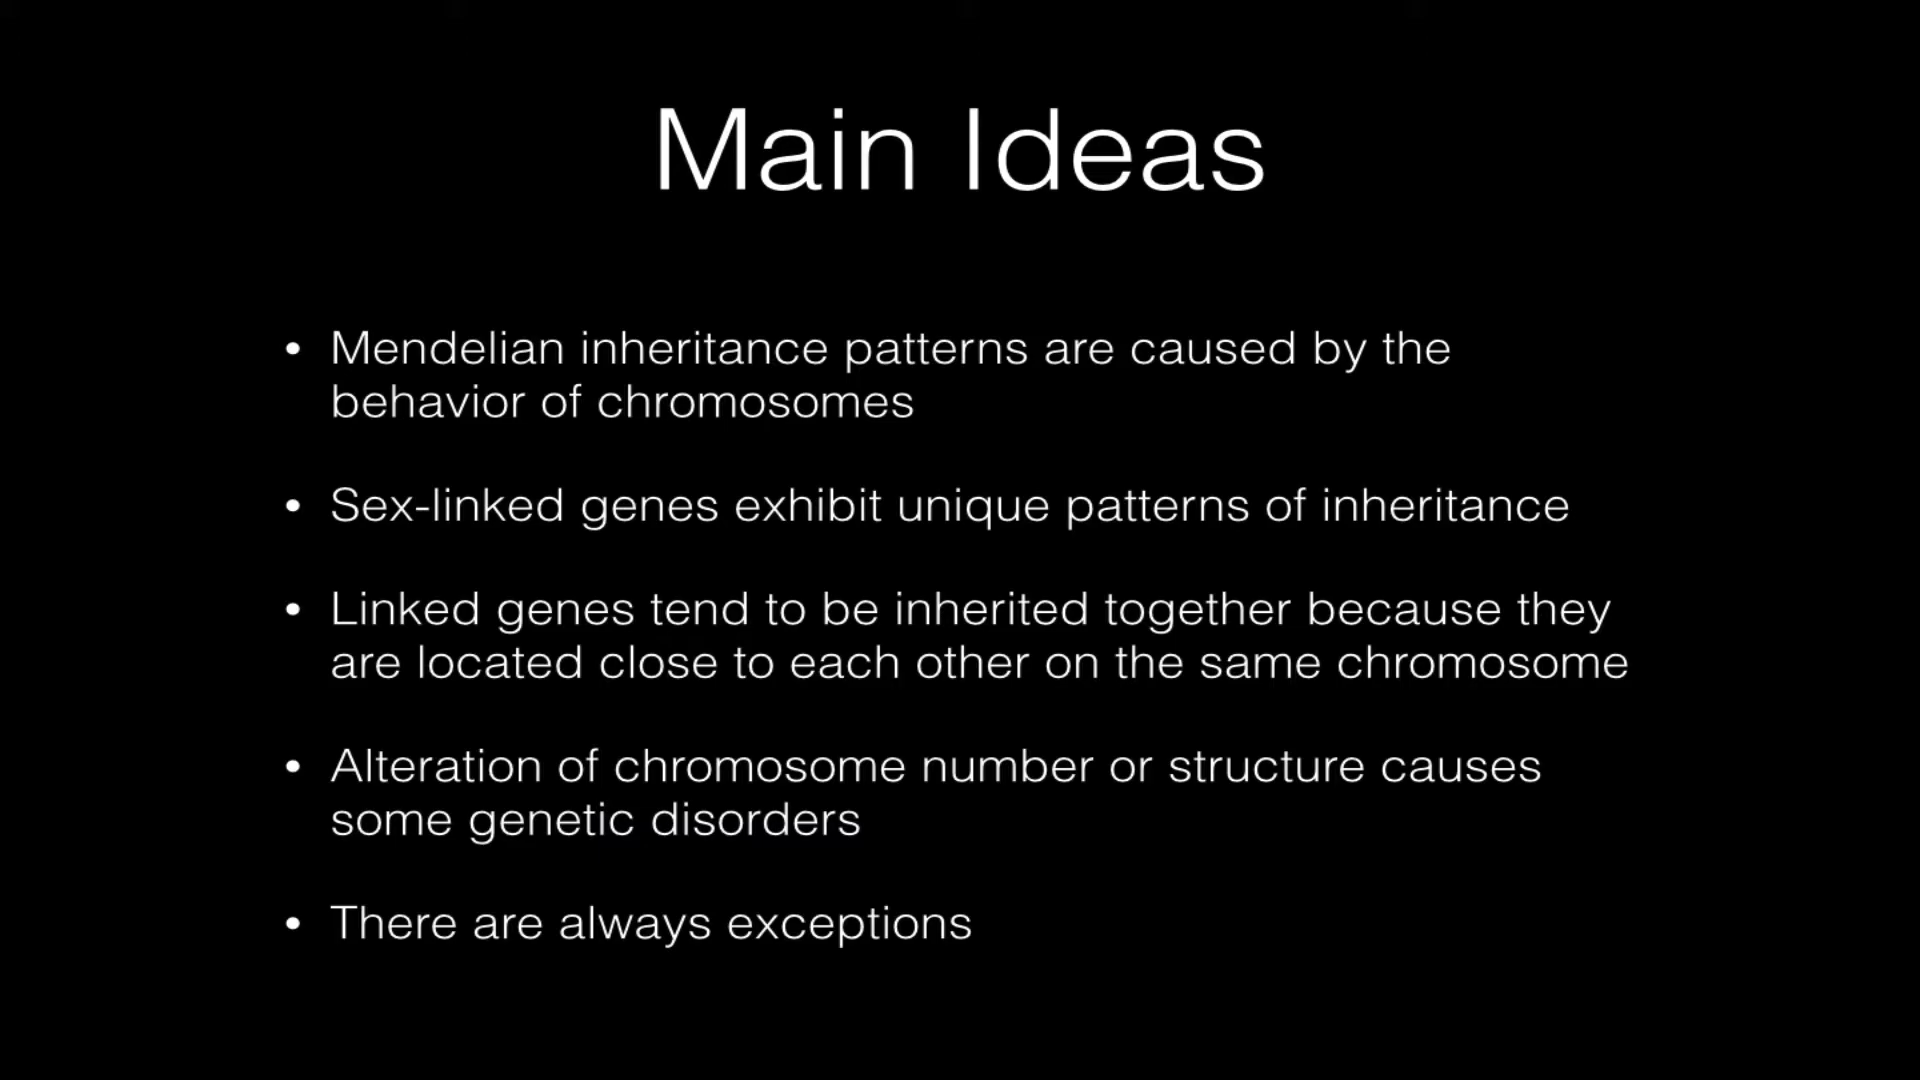 Main Ideas
• Mendelian inheritance patterns are caused by the
behavior of chromosomes
• Sex-linked genes exhibit unique patterns of inheritance
• Linked genes tend to be inherited together because they
are located close to each other on the same chromosome
• Alteration of chromosome number or structure causes
some genetic disorders
• There are always exceptions